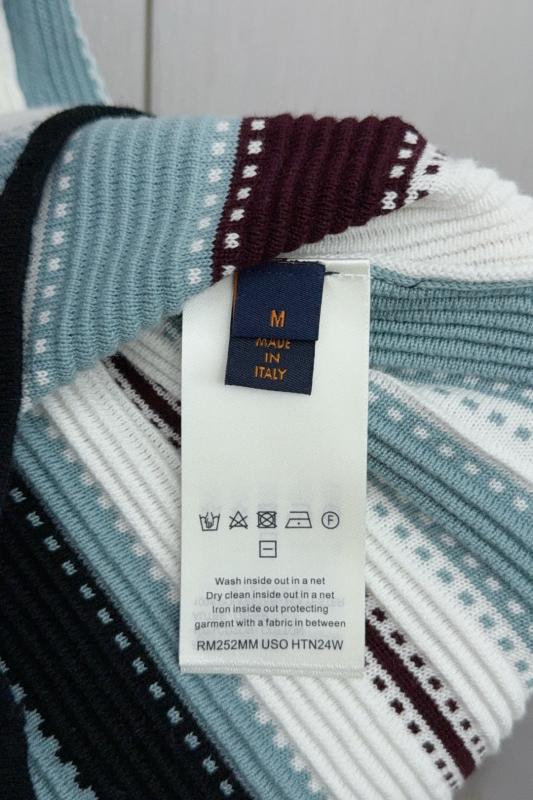 M
MADE
IN
ITALY
Wash inside out in a net
Dry clean inside out in a net
Iron inside out protecting
garment with a fabric in between
RM252MM USO HTN24W